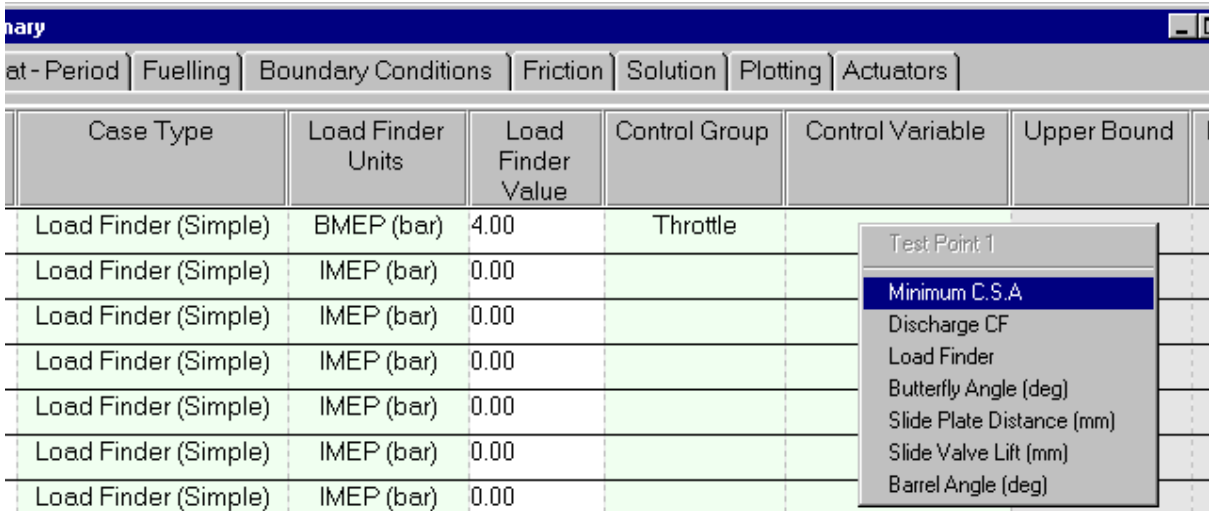 nary
at - Period Fuelling Boundary Conditions Friction Solution Plotting Actuators
Case Type Load Finder Units Load Finder Value Control Group Control Variable Upper Bound
Load Finder (Simple) BMEP (bar) 4.00 Throttle
Load Finder (Simple) IMEP (bar) 0.00
Load Finder (Simple) IMEP (bar) 0.00
Load Finder (Simple) IMEP (bar) 0.00
Load Finder (Simple) IMEP (bar) 0.00
Load Finder (Simple) IMEP (bar) 0.00
Load Finder (Simple) IMEP (bar) 0.00
Test Point 1
Minimum C.S.A
Discharge CF
Load Finder
Butterfly Angle (deg)
Slide Plate Distance (mm)
Slide Valve Lift (mm)
Barrel Angle (deg)